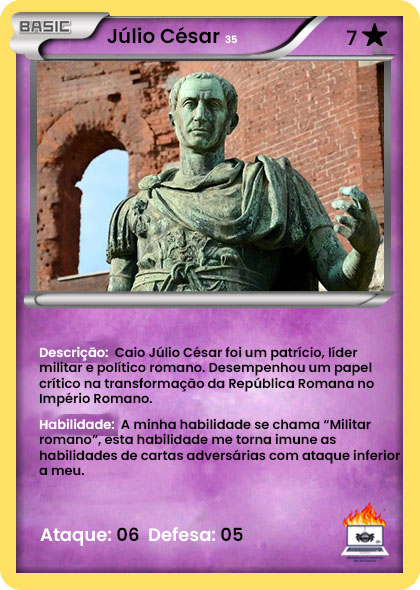 BASIC
Júlio César 35
7
Descrição: Caio Júlio César foi um patrício, líder
militar e político romano. Desempenhou um papel
crítico na transformação da República Romana no
Império Romano.
Habilidade: A minha habilidade se chama “Militar
romano”, esta habilidade me torna imune as
habilidades de cartas adversárias com ataque inferior
a meu.
Ataque: 06 Defesa: 05